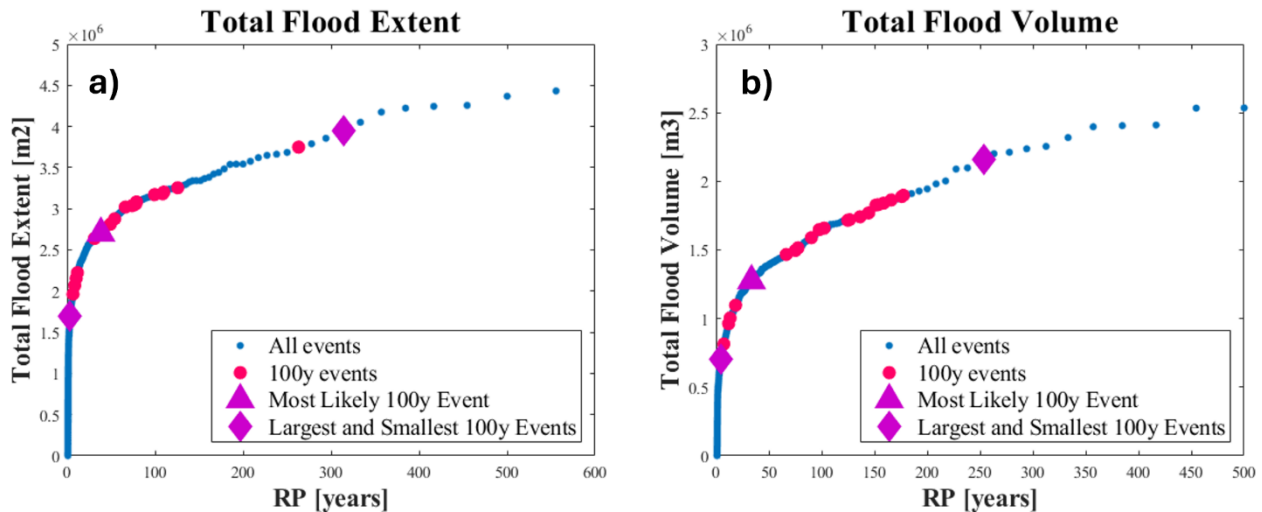 Total Flood Extent
×10⁶
a)
5
4.5
4
3.5
3
2.5
2
1.5
1
0.5
0
Total Flood Extent [m2]
0 100 200 300 400 500 600
RP [years]
All events
100y events
Most Likely 100y Event
Largest and Smallest 100y Events
Total Flood Volume
×10⁶
b)
3
2.5
2
1.5
1
0.5
0
Total Flood Volume [m3]
0 50 100 150 200 250 300 350 400 450 500
RP [years]
All events
100y events
Most Likely 100y Event
Largest and Smallest 100y Events